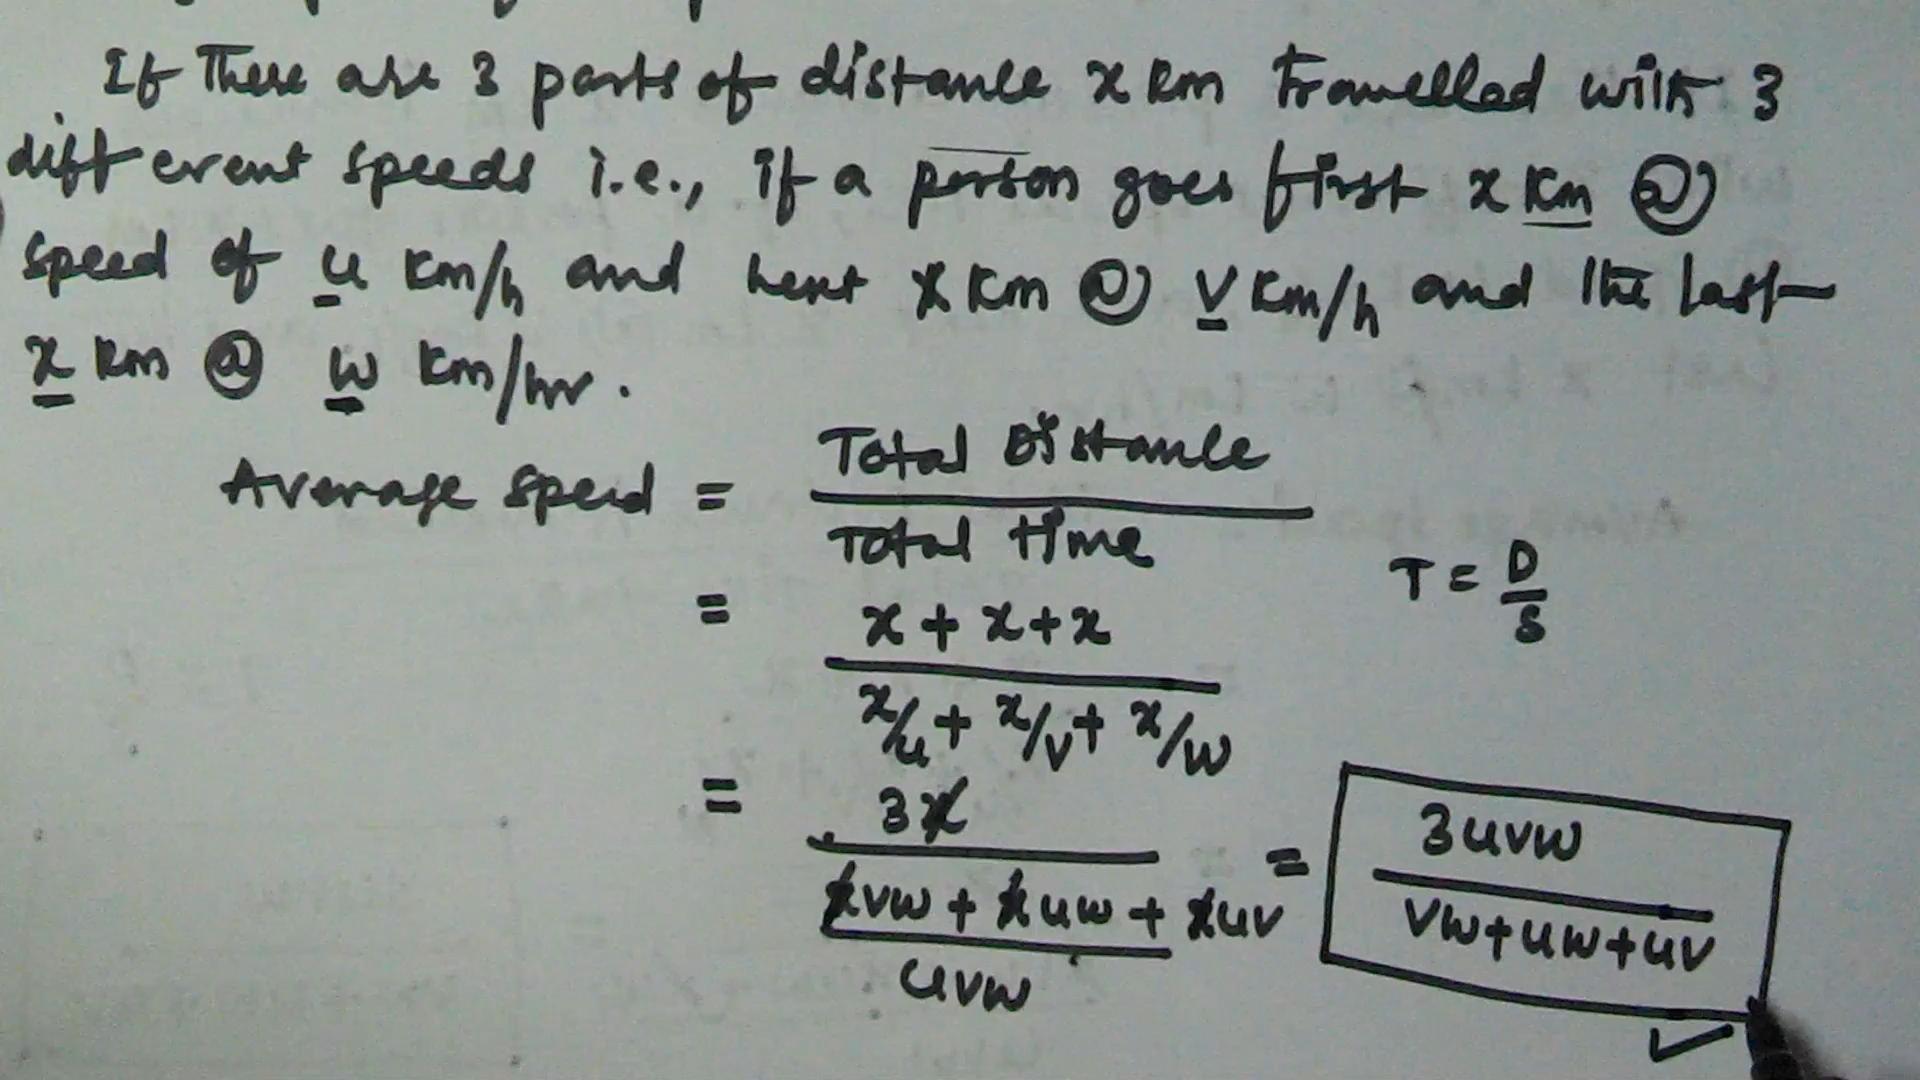 If There are 3 parts of distance x km travelled with 3
different speeds i.e., if a person goes first x km @
speed of u km/h and next x km @ v km/h and the last
x km @ w km/hr.
Average speed = Total Distance / Total time
T = D/S
= x + x + x / x/u + x/v + x/w
= 3x / xvw + xuw + xuv / uvw = 3uvw / vw+uw+uv